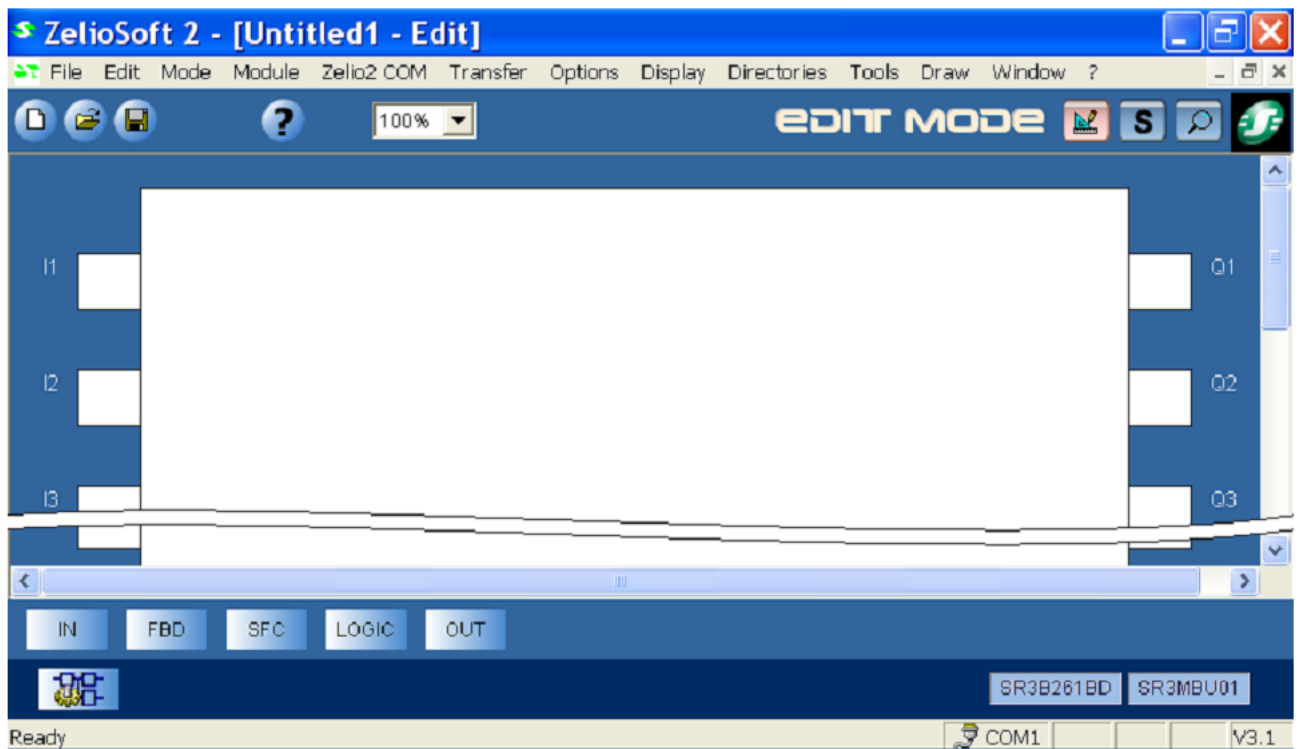 ZelioSoft 2 - [Untitled1 - Edit]
File Edit Mode Module Zelio2 COM Transfer Options Display Directories Tools Draw Window ?
? 100% EDIT MODE S
I1 Q1
I2 Q2
I3 Q3
IN FBD SFC LOGIC OUT
SR3B261BD SR3MBU01
Ready COM1 V3.1